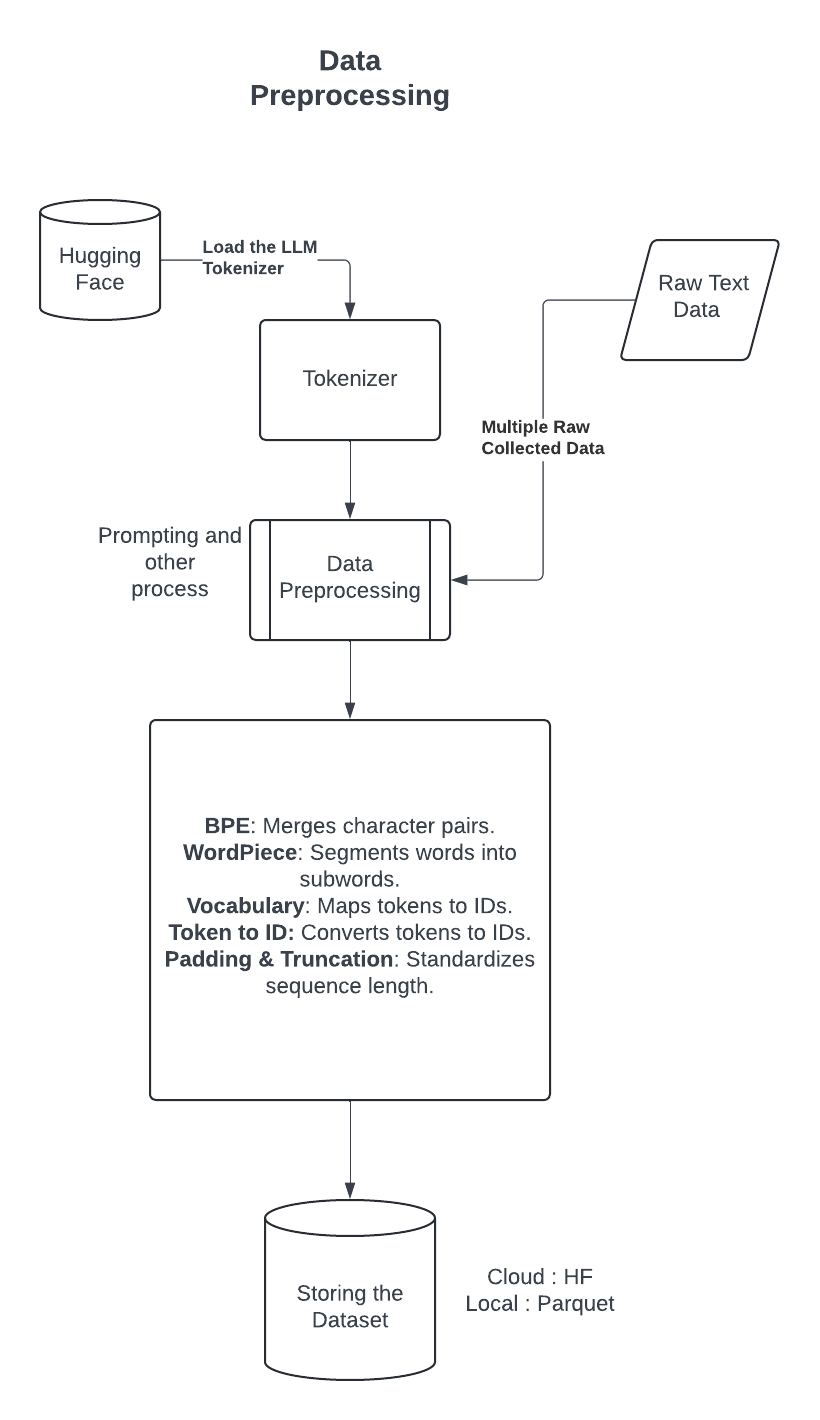 Data
Preprocessing
Hugging
Face
Load the LLM
Tokenizer
Raw Text
Data
Tokenizer
Multiple Raw
Collected Data
Prompting and
other
process
Data
Preprocessing
BPE: Merges character pairs.
WordPiece: Segments words into
subwords.
Vocabulary: Maps tokens to IDs.
Token to ID: Converts tokens to IDs.
Padding & Truncation: Standardizes
sequence length.
Storing the
Dataset
Cloud : HF
Local : Parquet